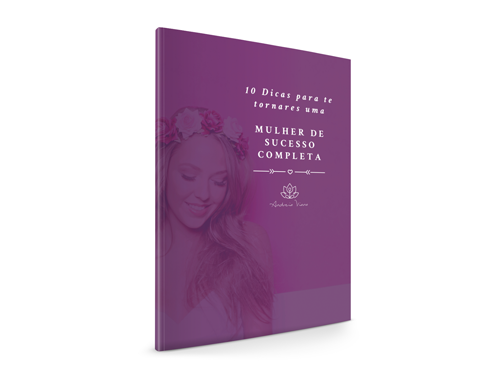 10 Dicas para te
tornares uma
MULHER DE
SUCESSO
COMPLETA